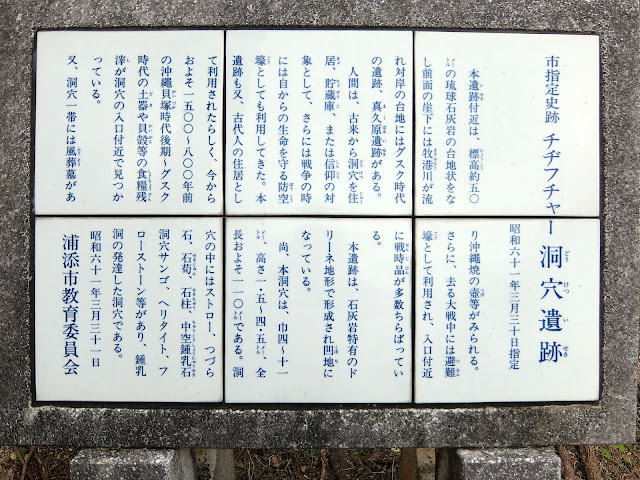 市指定史跡 チヂフチャー洞穴遺跡
昭和六十一年三月三十日指定
本遺跡付近は、標高約五〇
㍍の琉球石灰岩の台地状をな
し前面の崖下には牧港川が流
れ対岸の台地にはグスク時代
の遺跡、真久原遺跡がある。
人間は、古来から洞穴を住
居、貯蔵庫、または信仰の対
象として、さらには戦争の時
には自からの生命を守る防空
壕としても利用してきた。本
遺跡も又、古代人の住居とし
て利用されたらしく、今から
およそ一五〇〇～八〇〇年前
の沖縄貝塚時代後期～グスク
時代の土器や貝殻等の食糧残
滓が洞穴の入口付近で見つか
っている。
又、洞穴一帯には風葬墓があ
り沖縄焼の壺等がみられる。
さらに、去る大戦中には避難
壕として利用され、入口付近
に戦時品が多数ちらばってい
る。
本遺跡は、石灰岩特有のド
リーネ地形で形成され凹地に
なっている。
尚、本洞穴は、巾四～十一
㍍、高さ一・五～四・五㍍、全
長およそ一一〇㍍である。洞
穴の中にはストロー、つづら
石、石筍、石柱、中空鍾乳石
洞穴サンゴ、ヘリタイト、フ
ローストーン等があり、鍾乳
洞の発達した洞穴である。
昭和六十一年三月三十一日
浦添市教育委員会